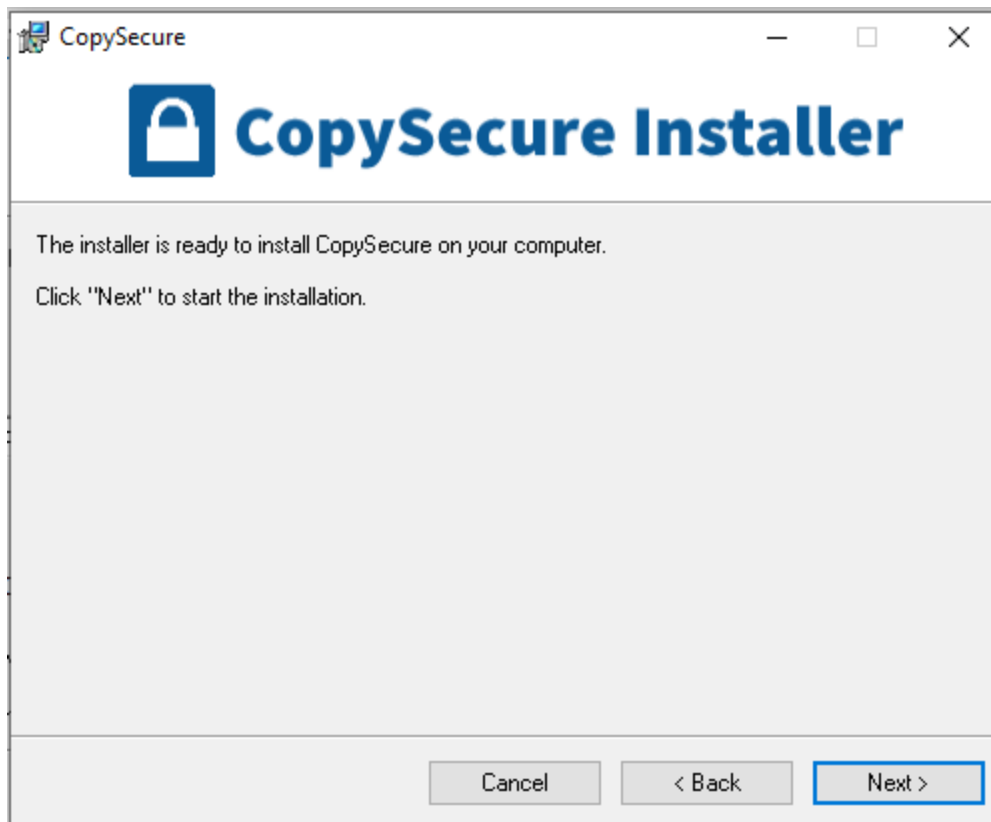 CopySecure
CopySecure Installer
The installer is ready to install CopySecure on your computer.
Click "Next" to start the installation.
Cancel
< Back
Next >